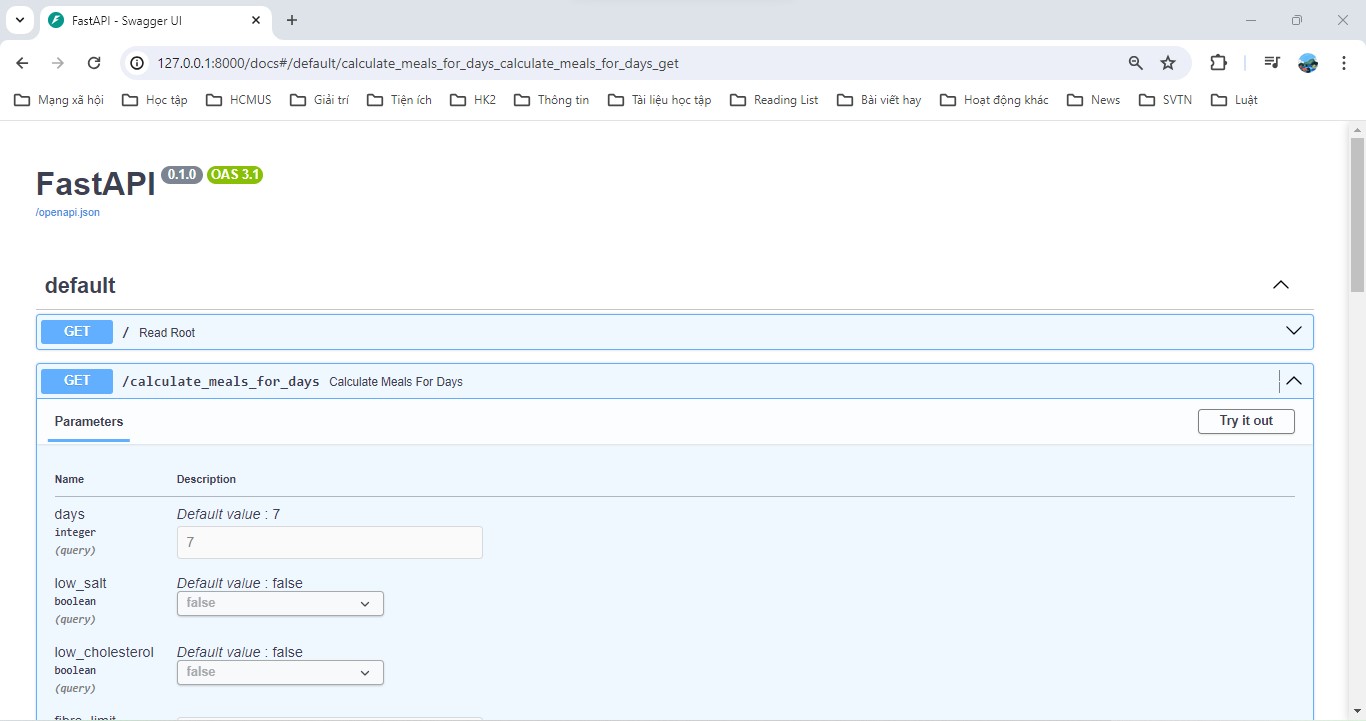 FastAPI - Swagger UI
127.0.0.1:8000/docs#/default/calculate_meals_for_days_calculate_meals_for_days_get
Mạng xã hội Học tập HCMUS Giải trí Tiện ích HK2 Thông tin Tài liệu học tập Reading List Bài viết hay Hoạt động khác News SVTN Luật
FastAPI 0.1.0 OAS 3.1
/openapi.json
default
GET / Read Root
GET /calculate_meals_for_days Calculate Meals For Days
Parameters Try it out
Name Description
days Default value : 7
integer
7
(query)
low_salt Default value : false
boolean false
(query)
low_cholesterol Default value : false
boolean false
(query)
fibre_limit